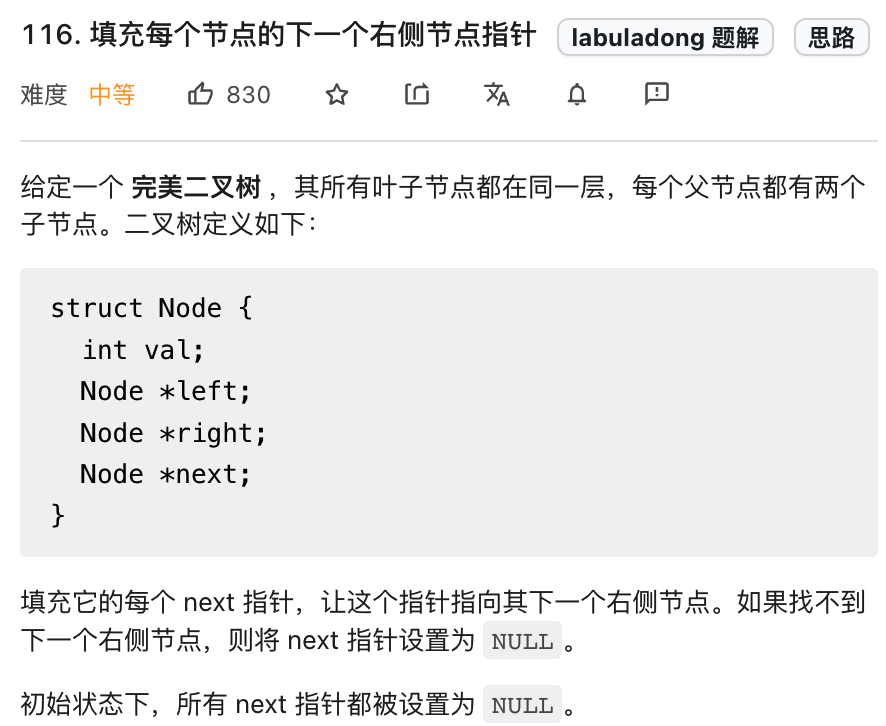 116. 填充每个节点的下一个右侧节点指针 labuladong 题解 思路
难度 中等 830
给定一个 完美二叉树 ，其所有叶子节点都在同一层，每个父节点都有两个
子节点。二叉树定义如下：
struct Node {
  int val;
  Node *left;
  Node *right;
  Node *next;
}
填充它的每个 next 指针，让这个指针指向其下一个右侧节点。如果找不到
下一个右侧节点，则将 next 指针设置为 NULL 。
初始状态下，所有 next 指针都被设置为 NULL 。